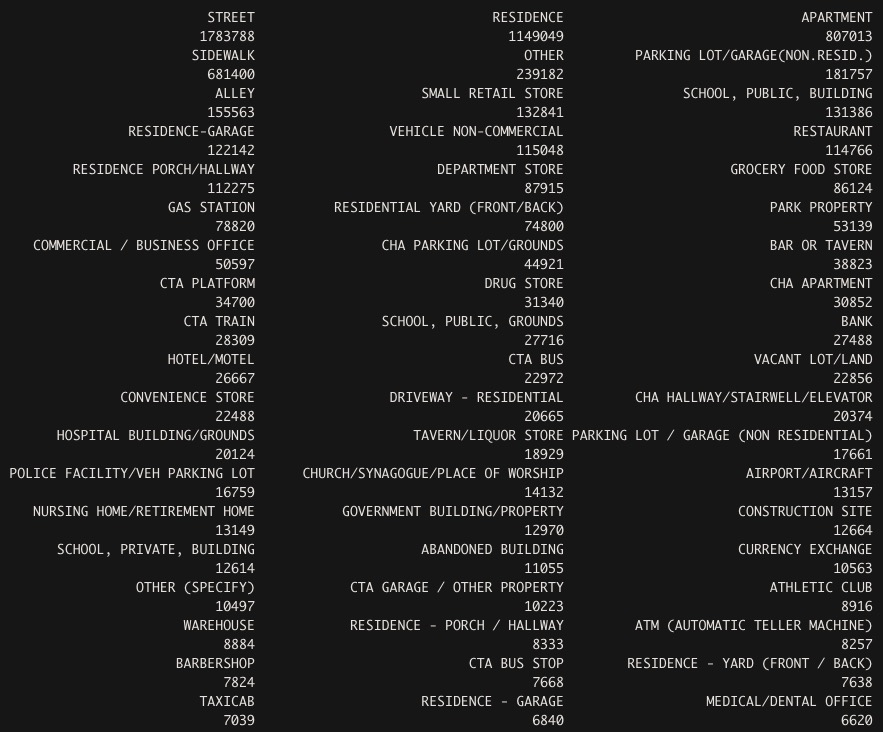 STREET RESIDENCE APARTMENT
1783788 1149049 807013
SIDEWALK OTHER PARKING LOT/GARAGE(NON.RESID.)
681400 239182 181757
ALLEY SMALL RETAIL STORE SCHOOL, PUBLIC, BUILDING
155563 132841 131386
RESIDENCE-GARAGE VEHICLE NON-COMMERCIAL RESTAURANT
122142 115048 114766
RESIDENCE PORCH/HALLWAY DEPARTMENT STORE GROCERY FOOD STORE
112275 87915 86124
GAS STATION RESIDENTIAL YARD (FRONT/BACK) PARK PROPERTY
78820 74800 53139
COMMERCIAL / BUSINESS OFFICE CHA PARKING LOT/GROUNDS BAR OR TAVERN
50597 44921 38823
CTA PLATFORM DRUG STORE CHA APARTMENT
34700 31340 30852
CTA TRAIN SCHOOL, PUBLIC, GROUNDS BANK
28309 27716 27488
HOTEL/MOTEL CTA BUS VACANT LOT/LAND
26667 22972 22856
CONVENIENCE STORE DRIVEWAY - RESIDENTIAL CHA HALLWAY/STAIRWELL/ELEVATOR
22488 20665 20374
HOSPITAL BUILDING/GROUNDS TAVERN/LIQUOR STORE PARKING LOT / GARAGE (NON RESIDENTIAL)
20124 18929 17661
POLICE FACILITY/VEH PARKING LOT CHURCH/SYNAGOGUE/PLACE OF WORSHIP AIRPORT/AIRCRAFT
16759 14132 13157
NURSING HOME/RETIREMENT HOME GOVERNMENT BUILDING/PROPERTY CONSTRUCTION SITE
13149 12970 12664
SCHOOL, PRIVATE, BUILDING ABANDONED BUILDING CURRENCY EXCHANGE
12614 11055 10563
OTHER (SPECIFY) CTA GARAGE / OTHER PROPERTY ATHLETIC CLUB
10497 10223 8916
WAREHOUSE RESIDENCE - PORCH / HALLWAY ATM (AUTOMATIC TELLER MACHINE)
8884 8333 8257
BARBERSHOP CTA BUS STOP RESIDENCE - YARD (FRONT / BACK)
7824 7668 7638
TAXICAB RESIDENCE - GARAGE MEDICAL/DENTAL OFFICE
7039 6840 6620